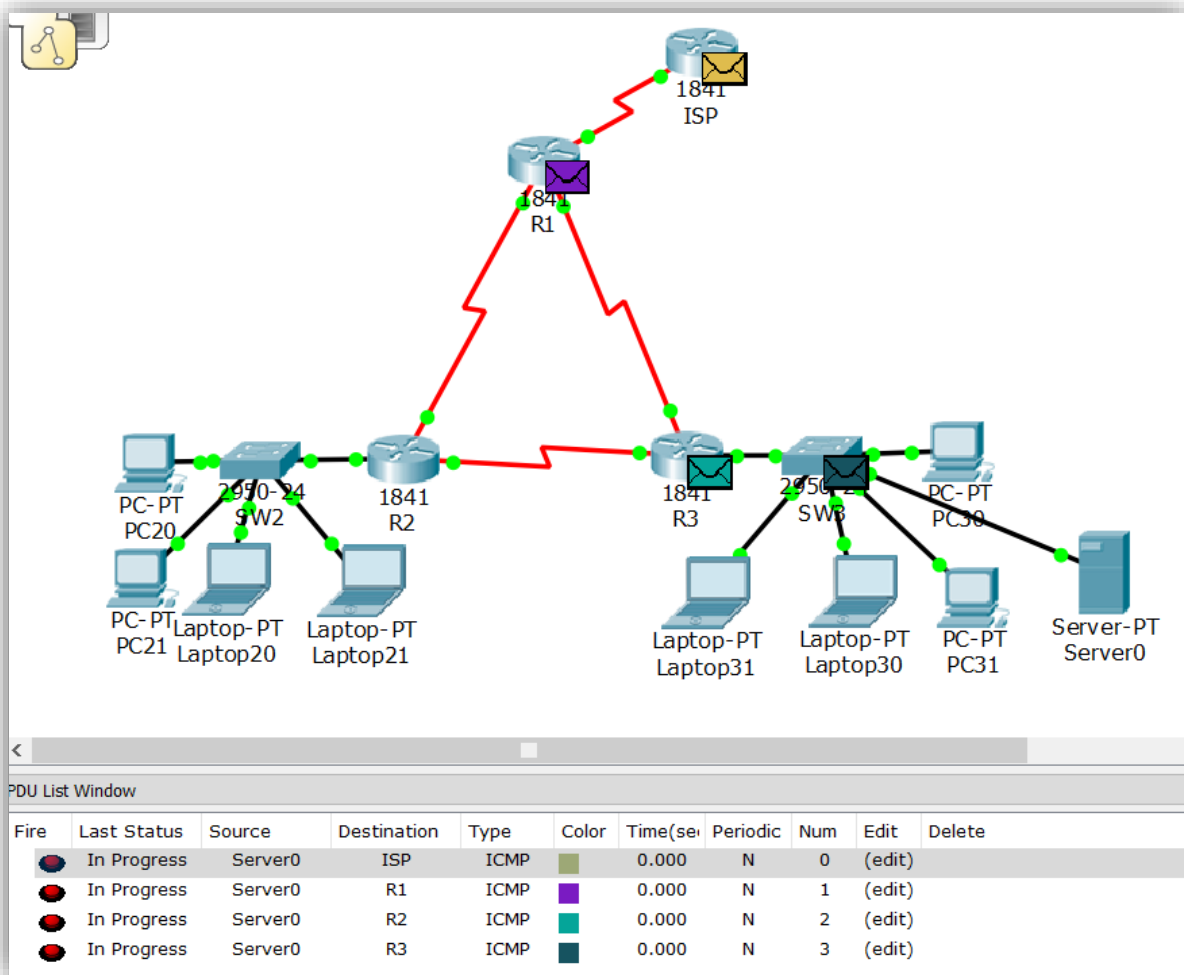 1841
ISP
1841
R1
PC-PT
PC20
2950-24
SW2
1841
R2
1841
R3
SW3
PC-PT
PC30
PC-PT
PC21
Laptop-PT
Laptop20
Laptop-PT
Laptop21
Laptop-PT
Laptop31
Laptop-PT
Laptop30
PC-PT
PC31
Server-PT
Server0
PDU List Window
Fire Last Status Source Destination Type Color Time(sec Periodic Num Edit Delete
In Progress Server0 ISP ICMP 0.000 N 0 (edit)
In Progress Server0 R1 ICMP 0.000 N 1 (edit)
In Progress Server0 R2 ICMP 0.000 N 2 (edit)
In Progress Server0 R3 ICMP 0.000 N 3 (edit)